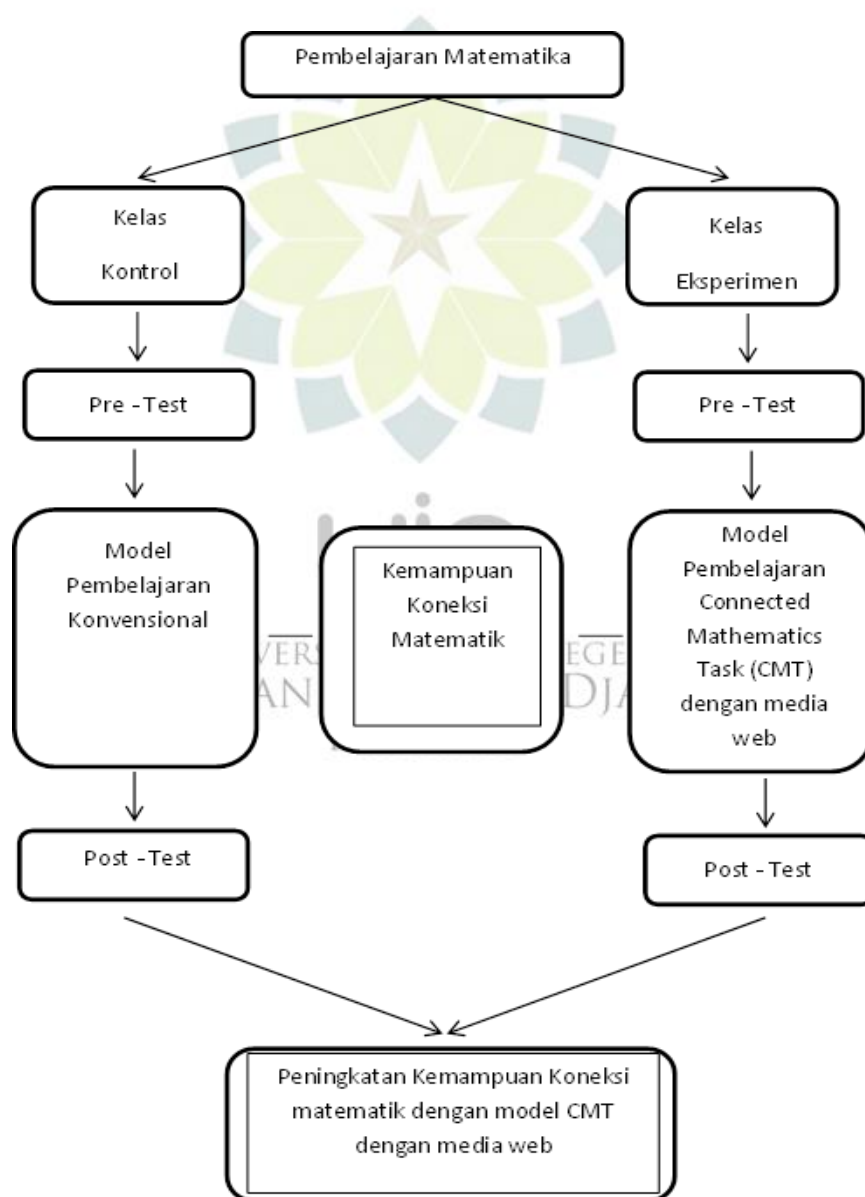 Pembelajaran Matematika
Kelas
Kontrol
Kelas
Eksperimen
Pre -Test
Pre -Test
Model
Pembelajaran
Konvensional
Kemampuan
Koneksi
Matematik
Model
Pembelajaran
Connected
Mathematics
Task (CMT)
dengan media
web
Post -Test
Post -Test
Peningkatan Kemampuan Koneksi
matematik dengan model CMT
dengan media web